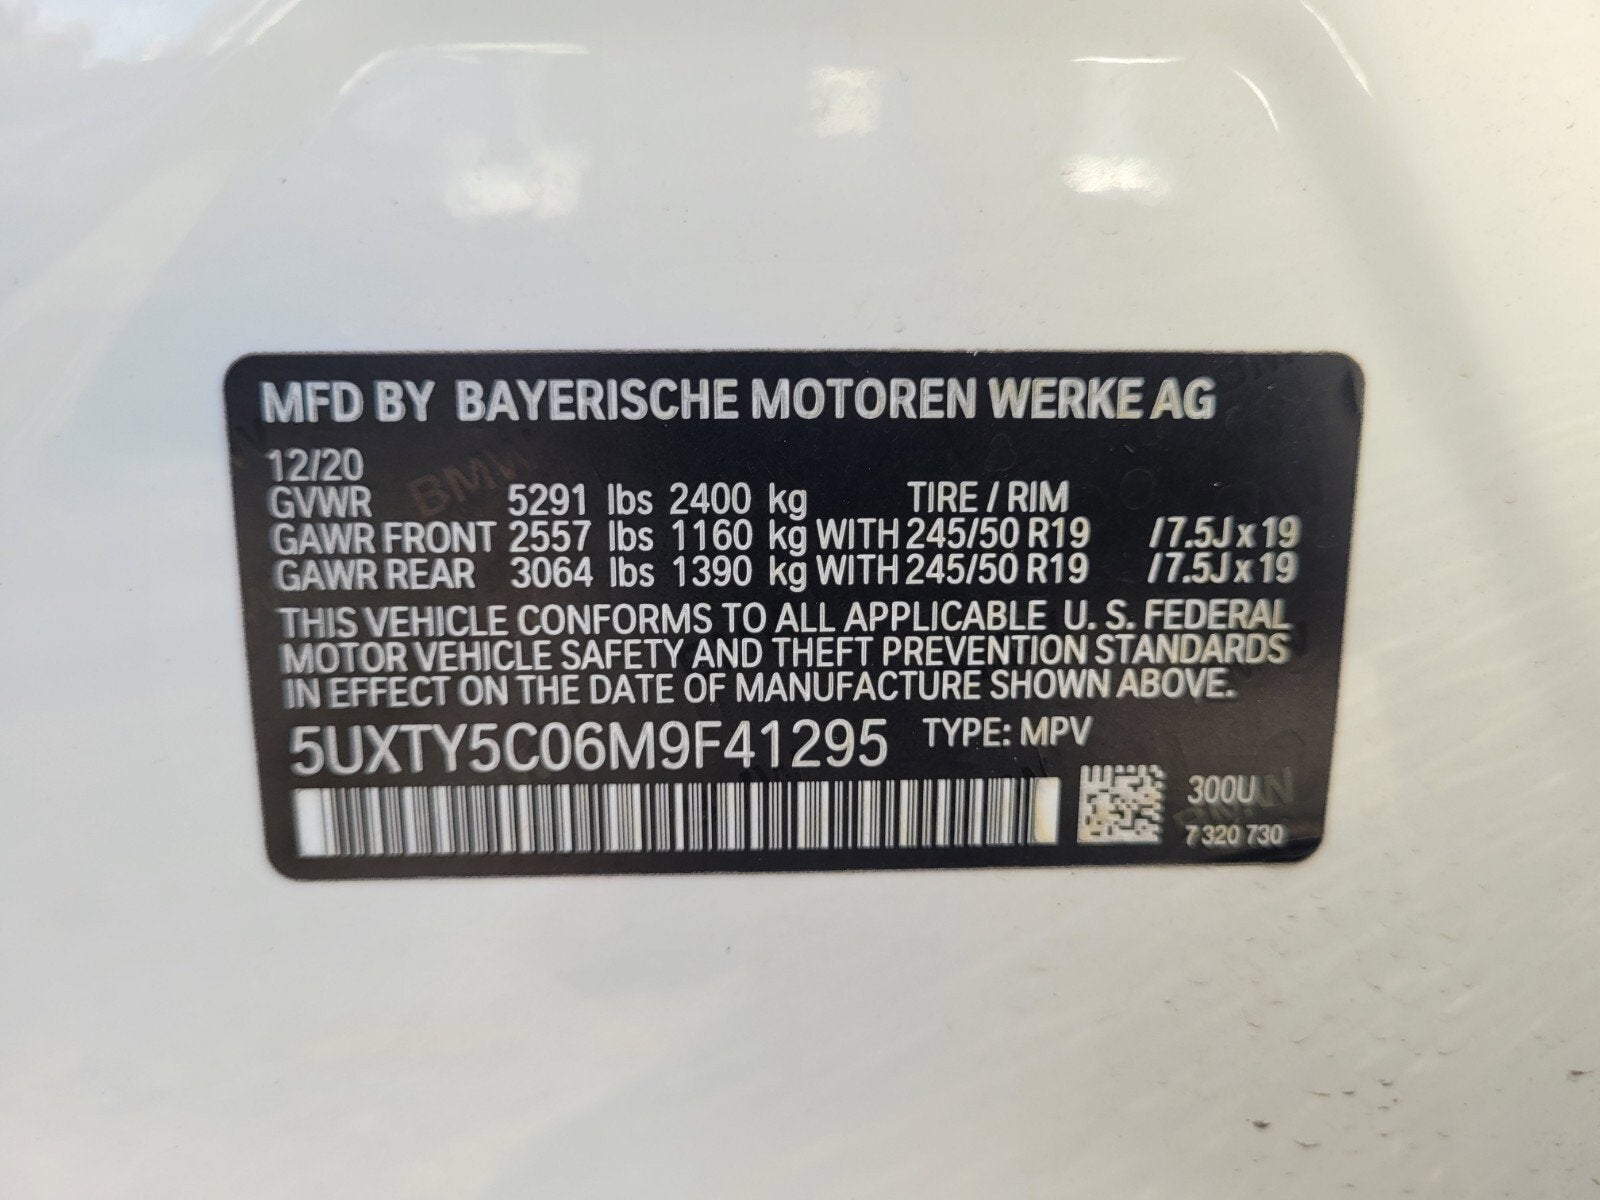 MFD BY BAYERISCHE MOTOREN WERKE AG
12/20
GVWR 5291 lbs 2400 kg TIRE / RIM
GAWR FRONT 2557 lbs 1160 kg WITH 245/50 R19 /7.5J x 19
GAWR REAR 3064 lbs 1390 kg WITH 245/50 R19 /7.5J x 19
THIS VEHICLE CONFORMS TO ALL APPLICABLE U. S. FEDERAL
MOTOR VEHICLE SAFETY AND THEFT PREVENTION STANDARDS
IN EFFECT ON THE DATE OF MANUFACTURE SHOWN ABOVE.
5UXTY5C06M9F41295 TYPE: MPV
300U
7 320 730
BMW